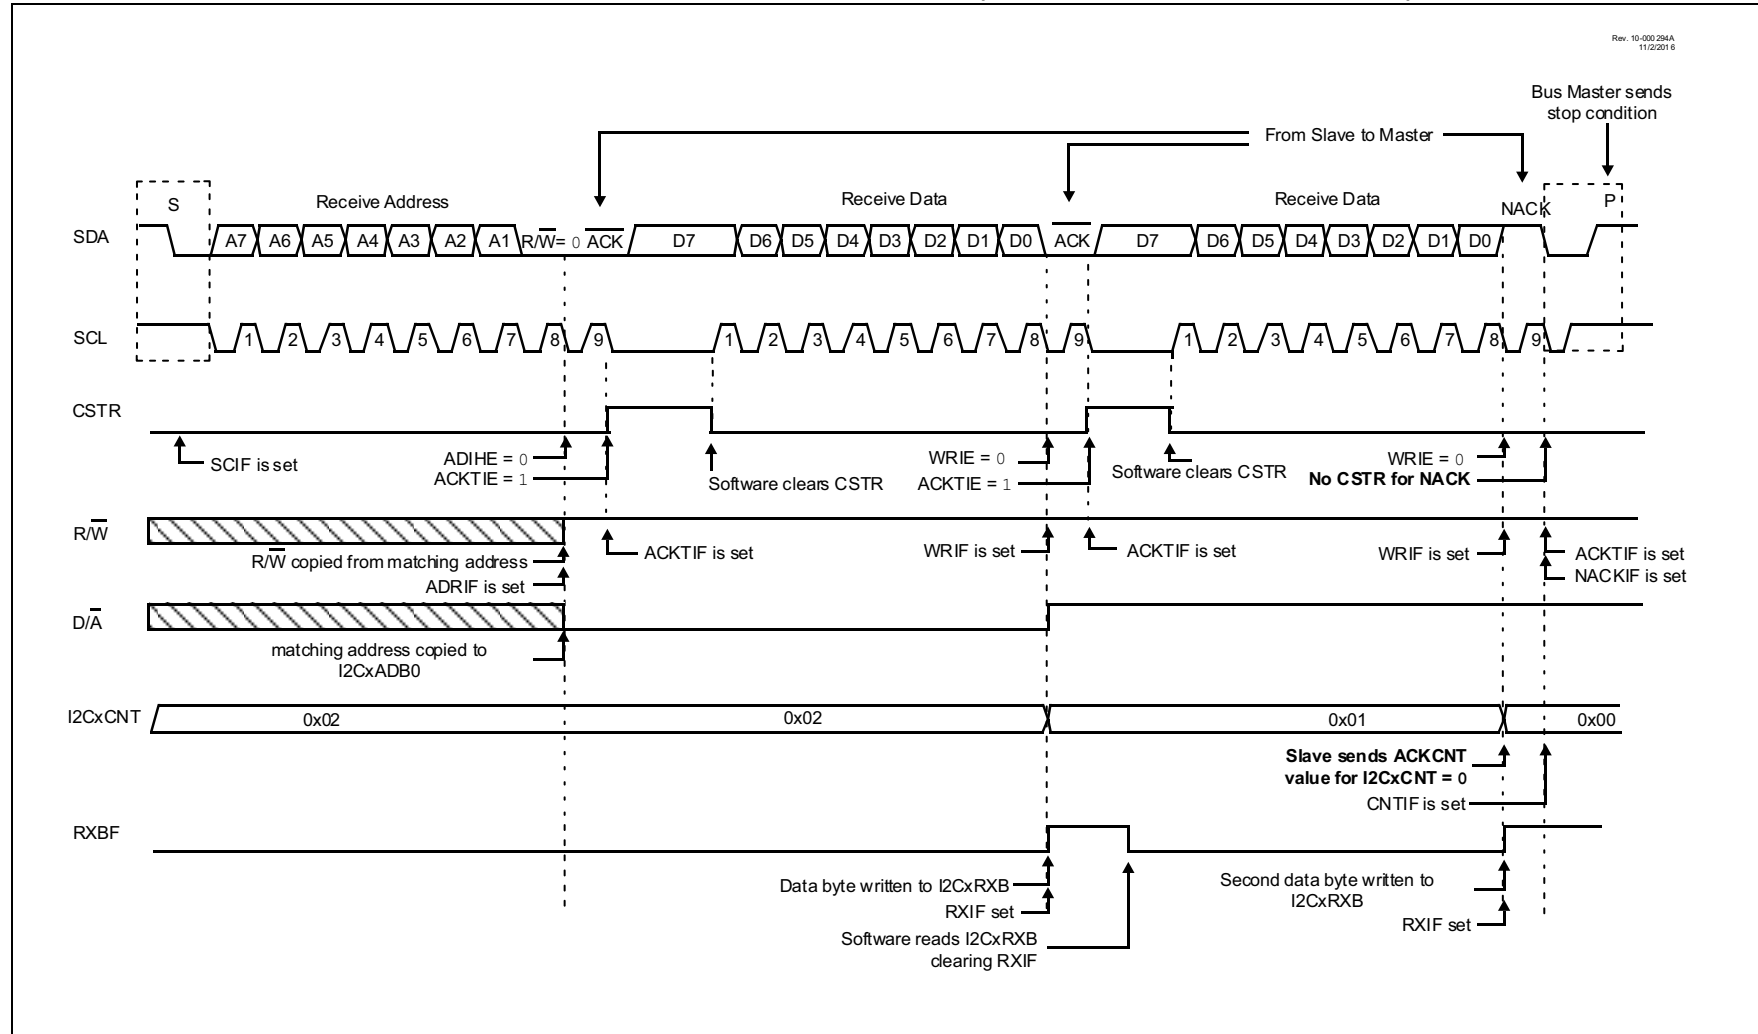 Rev. 10-000 294A
11/2/2016
Bus Master sends
stop condition
From Slave to Master
S
Receive Address
Receive Data
Receive Data
NACK
P
SDA
A7 A6 A5 A4 A3 A2 A1 R/W= 0 ACK D7 D6 D5 D4 D3 D2 D1 D0 ACK D7 D6 D5 D4 D3 D2 D1 D0
SCL
1 2 3 4 5 6 7 8 9 1 2 3 4 5 6 7 8 9 1 2 3 4 5 6 7 8 9
CSTR
SCIF is set
ADIHE = 0
ACKTIE = 1
Software clears CSTR
WRIE = 0
ACKTIE = 1
Software clears CSTR
WRIE = 0
No CSTR for NACK
R/W
R/W copied from matching address
ADRIF is set
ACKTIF is set
WRIF is set
ACKTIF is set
WRIF is set
ACKTIF is set
NACKIF is set
D/A
matching address copied to
I2CxADB0
I2CxCNT
0x02
0x02
0x01
0x00
Slave sends ACKCNT
value for I2CxCNT = 0
CNTIF is set
RXBF
Data byte written to I2CxRXB
RXIF set
Software reads I2CxRXB
clearing RXIF
Second data byte written to
I2CxRXB
RXIF set